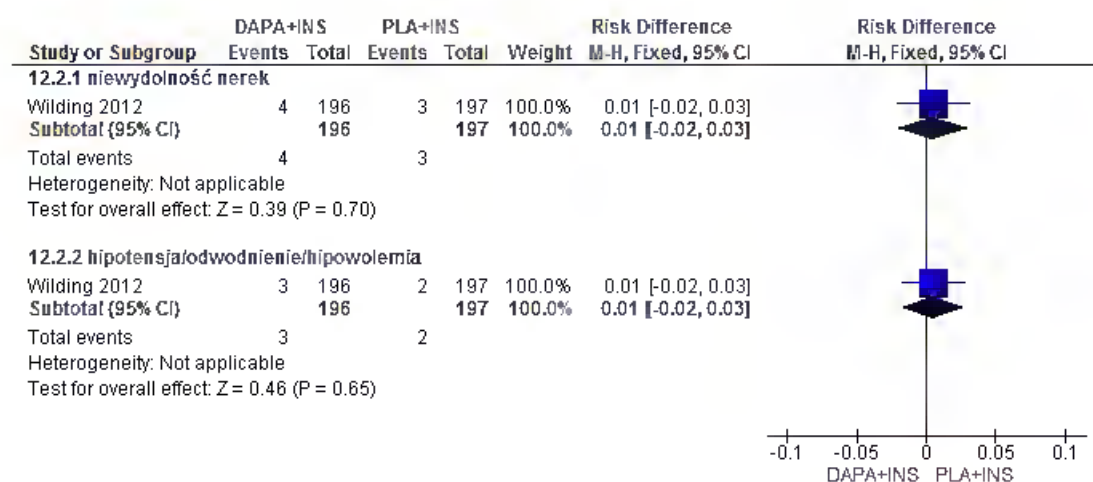 DAPA+INS PLA+INS Risk Difference Risk Difference
Study or Subgroup Events Total Events Total Weight M-H, Fixed, 95% CI M-H, Fixed, 95% CI
12.2.1 niewydolność nerek
Wilding 2012 4 196 3 197 100.0% 0.01 [-0.02, 0.03]
Subtotal (95% CI) 196 197 100.0% 0.01 [-0.02, 0.03]
Total events 4 3
Heterogeneity: Not applicable
Test for overall effect: Z = 0.39 (P = 0.70)
12.2.2 hipotensja/odwodnienie/hipowolemia
Wilding 2012 3 196 2 197 100.0% 0.01 [-0.02, 0.03]
Subtotal (95% CI) 196 197 100.0% 0.01 [-0.02, 0.03]
Total events 3 2
Heterogeneity: Not applicable
Test for overall effect: Z = 0.46 (P = 0.65)
-0.1 -0.05 0 0.05 0.1
DAPA+INS PLA+INS